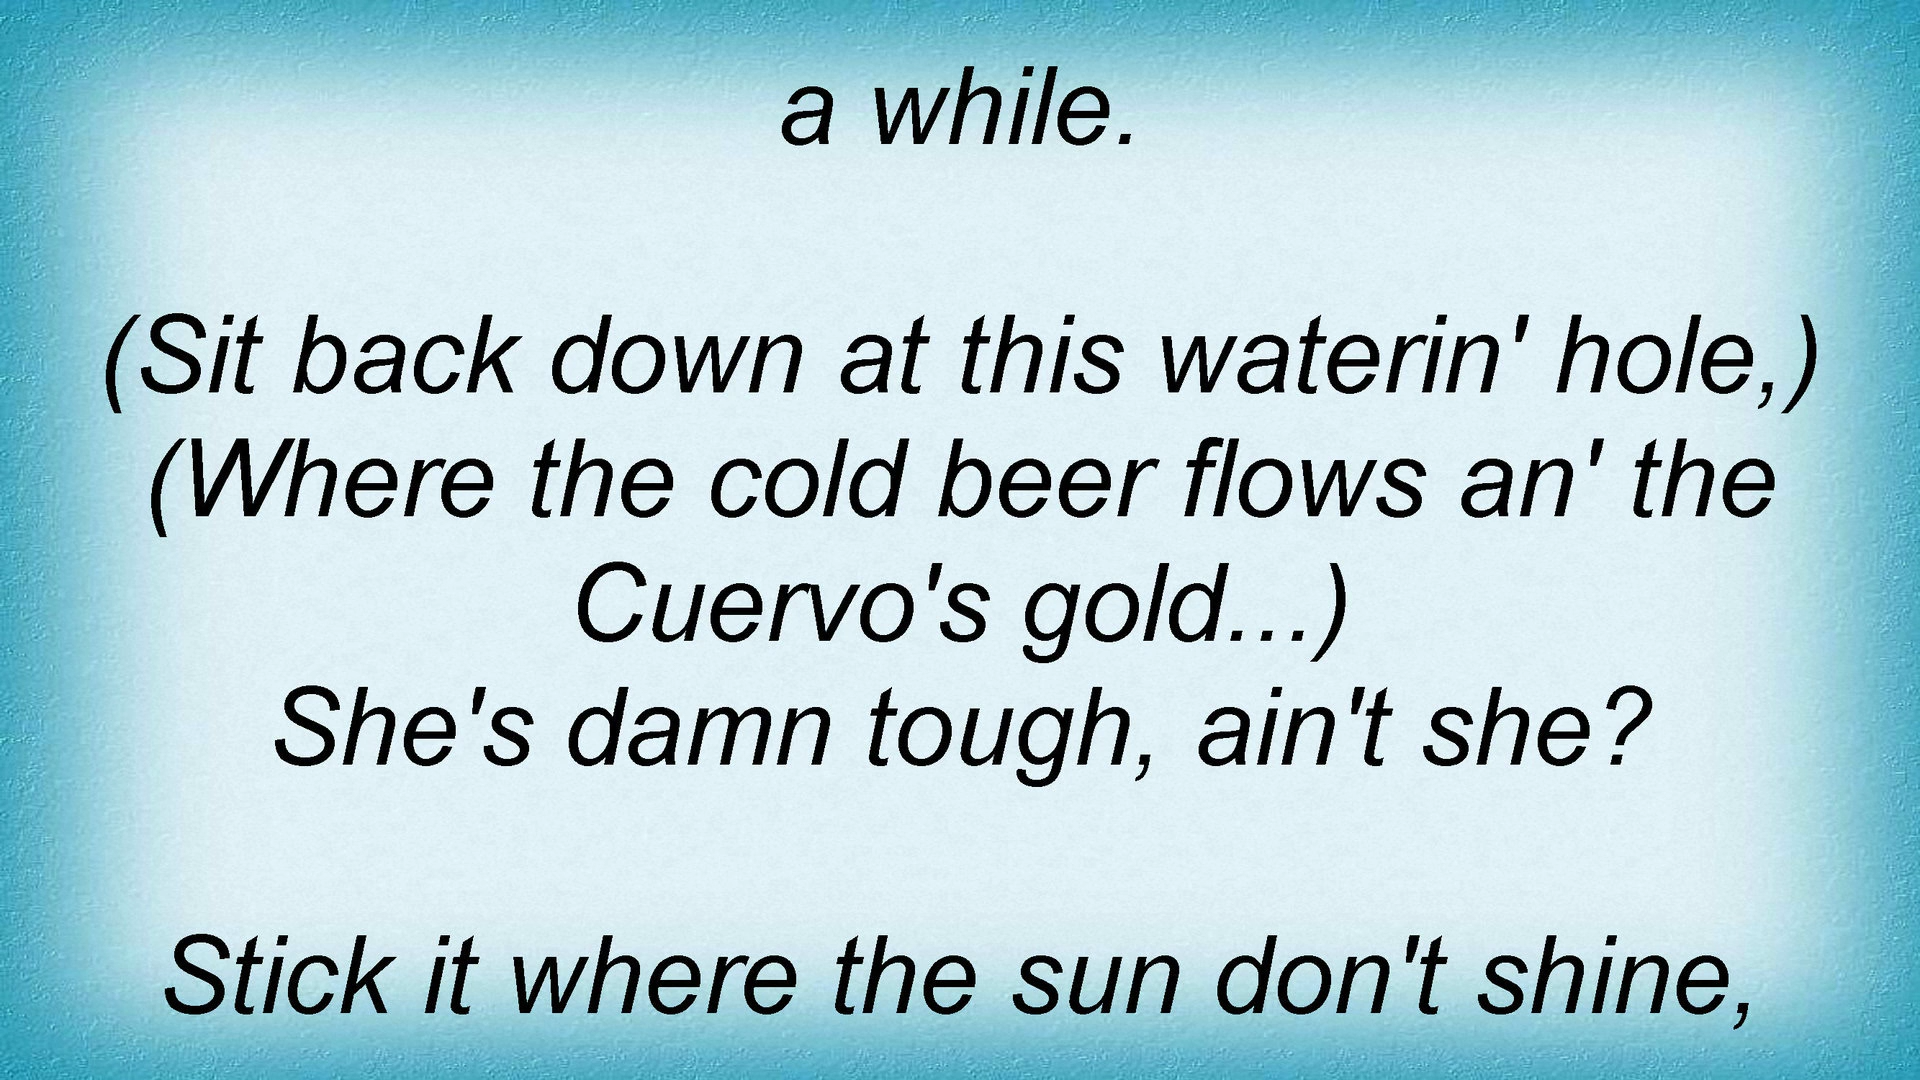 a while.
(Sit back down at this waterin' hole,)
(Where the cold beer flows an' the
Cuervo's gold...)
She's damn tough, ain't she?
Stick it where the sun don't shine,